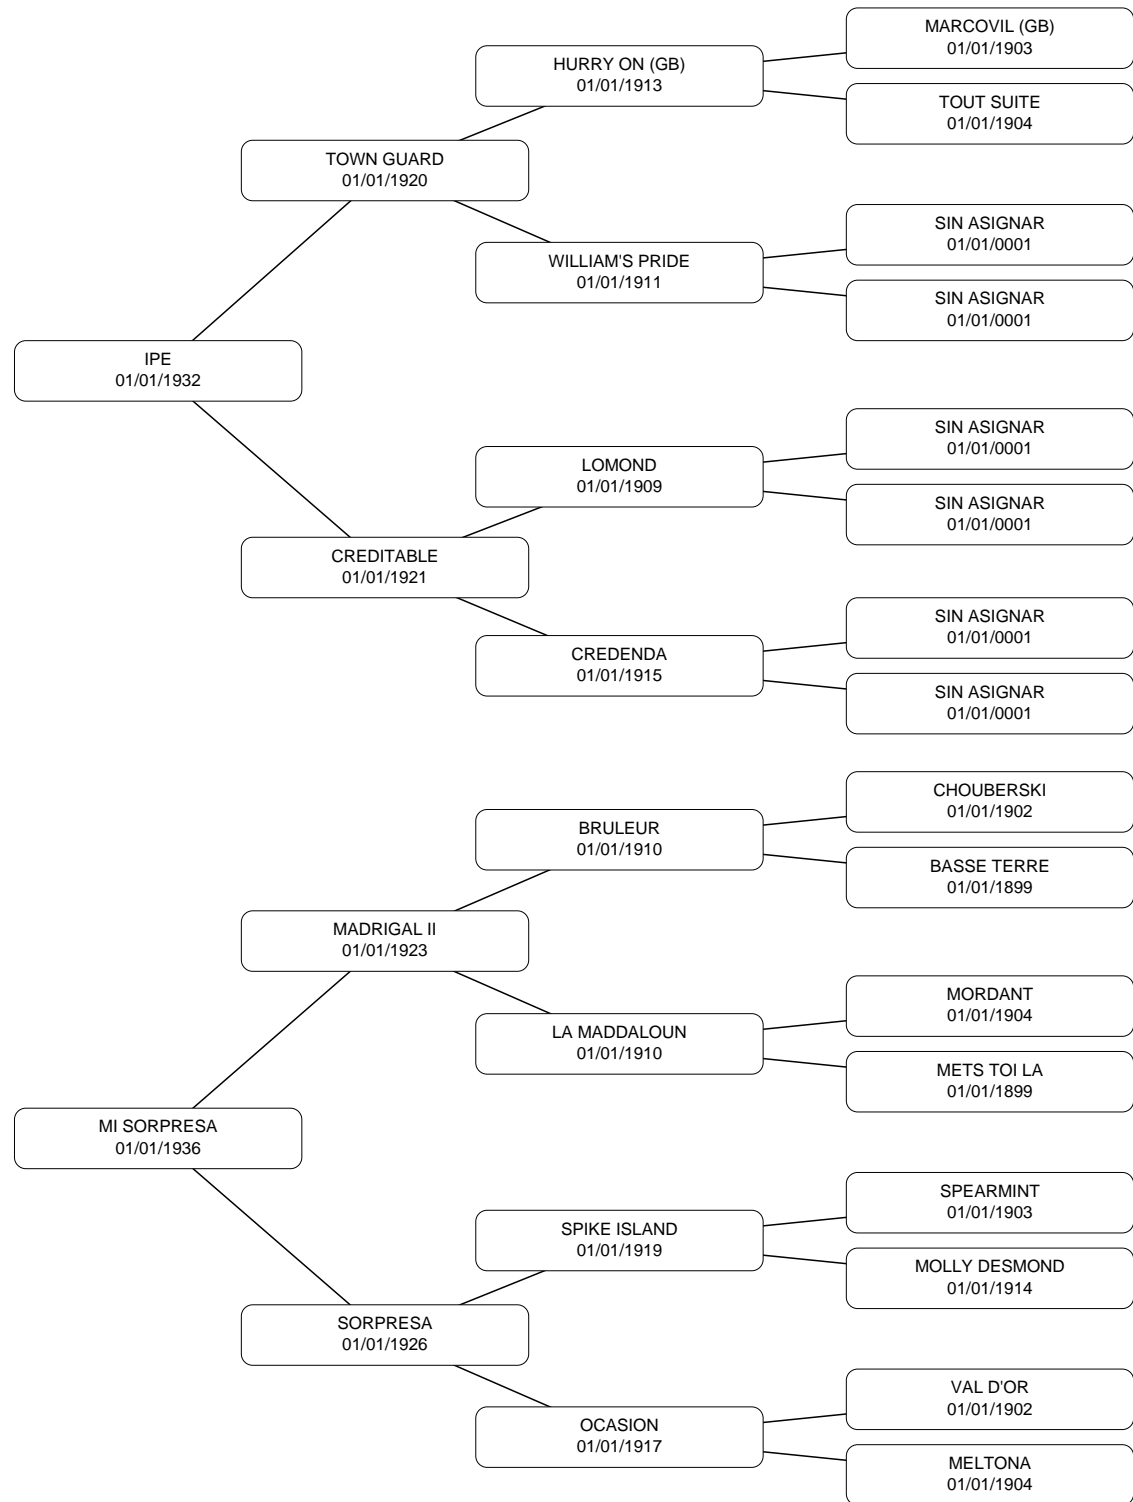 MARCOVIL (GB)
01/01/1903
HURRY ON (GB)
01/01/1913
TOUT SUITE
01/01/1904
TOWN GUARD
01/01/1920
SIN ASIGNAR
01/01/0001
WILLIAM'S PRIDE
01/01/1911
SIN ASIGNAR
01/01/0001
IPE
01/01/1932
SIN ASIGNAR
01/01/0001
LOMOND
01/01/1909
SIN ASIGNAR
01/01/0001
CREDITABLE
01/01/1921
SIN ASIGNAR
01/01/0001
CREDENDA
01/01/1915
SIN ASIGNAR
01/01/0001
CHOUBERSKI
01/01/1902
BRULEUR
01/01/1910
BASSE TERRE
01/01/1899
MADRIGAL II
01/01/1923
MORDANT
01/01/1904
LA MADDALOUN
01/01/1910
METS TOI LA
01/01/1899
MI SORPRESA
01/01/1936
SPEARMINT
01/01/1903
SPIKE ISLAND
01/01/1919
MOLLY DESMOND
01/01/1914
SORPRESA
01/01/1926
VAL D'OR
01/01/1902
OCASION
01/01/1917
MELTONA
01/01/1904